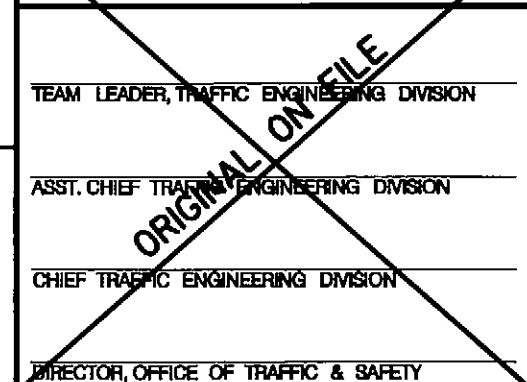 TEAM LEADER, TRAFFIC ENGINEERING DIVISION
ORIGINAL ON FILE
ASST. CHIEF TRAFFIC ENGINEERING DIVISION
CHIEF TRAFFIC ENGINEERING DIVISION
DIRECTOR, OFFICE OF TRAFFIC & SAFETY